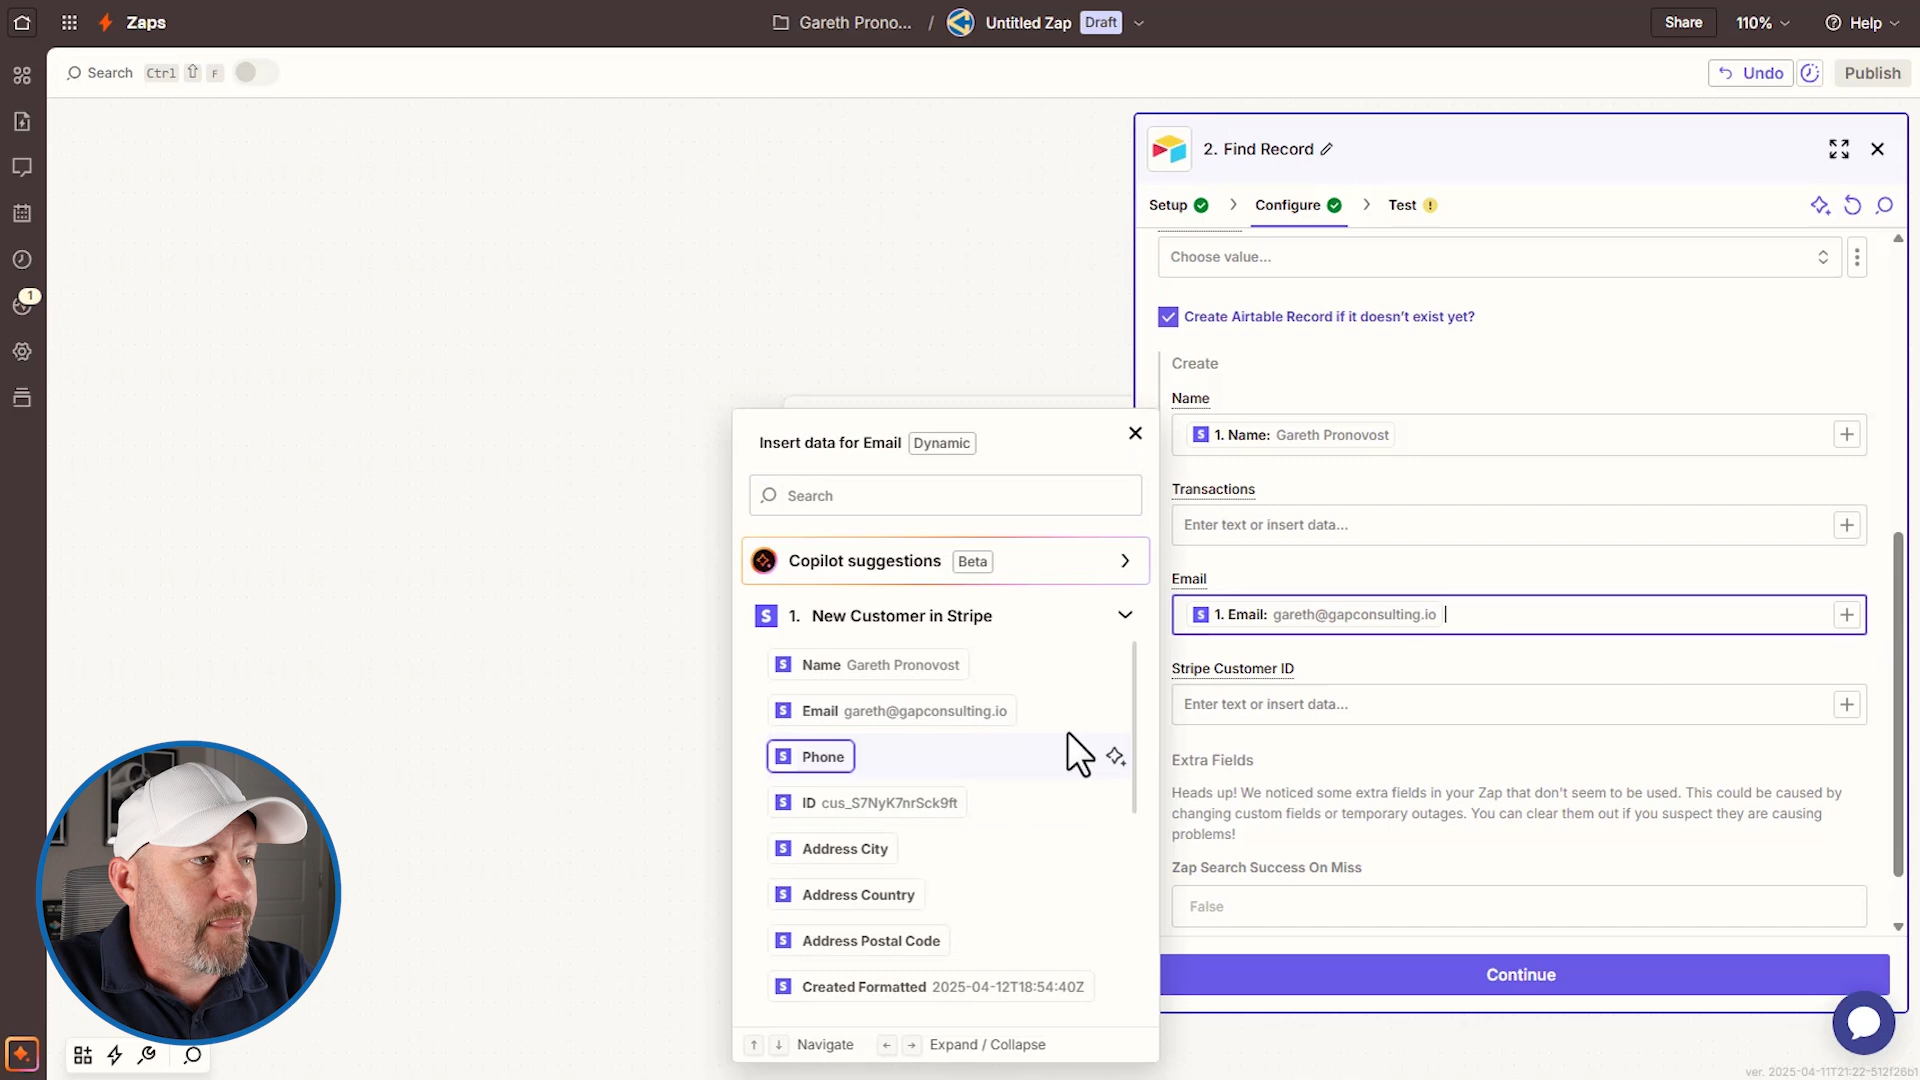 Zaps
Gareth Prono...
/
Untitled Zap
Draft
Share
110%
Help
Search
Ctrl
F
Undo
Publish
1
2. Find Record
Setup
Configure
Test
Choose value...
Create Airtable Record if it doesn't exist yet?
Create
Name
1. Name: Gareth Pronovost
Transactions
Enter text or insert data...
Email
1. Email: gareth@gapconsulting.io
Stripe Customer ID
Enter text or insert data...
Extra Fields
Heads up! We noticed some extra fields in your Zap that don't seem to be used. This could be caused by
changing custom fields or temporary outages. You can clear them out if you suspect they are causing
problems!
Zap Search Success On Miss
False
Continue
Insert data for Email
Dynamic
Search
Copilot suggestions
Beta
1. New Customer in Stripe
Name Gareth Pronovost
Email gareth@gapconsulting.io
Phone
ID cus_S7NyK7nrSck9ft
Address City
Address Country
Address Postal Code
Created Formatted 2025-04-12T18:54:40Z
Navigate
Expand / Collapse
ver. 2025-04-11T21:22-512f26b1